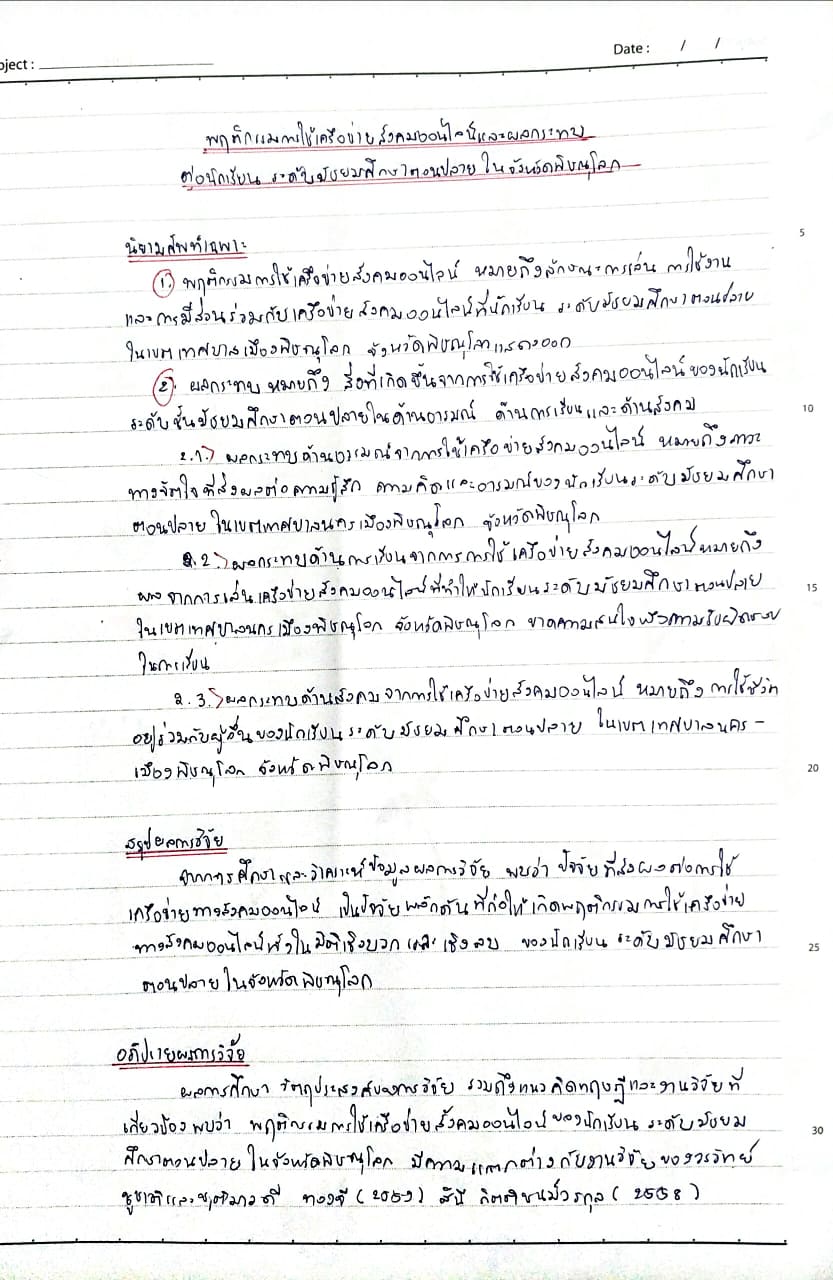 oject :
Date : / /
พฤติกรรมการใช้เครือข่ายสังคมออนไลน์และผลกระทบ
ต่อนักเรียน ระดับมัธยมศึกษาตอนปลาย ในจังหวัดพิษณุโลก
5
นิยามศัพท์เฉพาะ
1. พฤติกรรมการใช้เครือข่ายสังคมออนไลน์ หมายถึงลักษณะการเล่น การใช้งาน
และการมีส่วนร่วมกับเครือข่ายสังคมออนไลน์ที่นักเรียน ระดับมัธยมศึกษาตอนปลาย
ในเขตเทศบาลเมืองพิษณุโลก จังหวัดพิษณุโลกแสดงออก
2. ผลกระทบ หมายถึง สิ่งที่เกิดขึ้นจากการใช้เครือข่ายสังคมออนไลน์ของนักเรียน
10
ระดับชั้นมัธยมศึกษาตอนปลายในด้านอารมณ์ ด้านการเรียนและด้านสังคม
2.1.) ผลกระทบด้านอารมณ์จากการใช้เครือข่ายสังคมออนไลน์ หมายถึงภาวะ
ทางจิตใจที่ส่งผลต่อความรู้สึก ความคิดและอารมณ์ของนักเรียนระดับมัธยมศึกษา
ตอนปลาย ในเขตเทศบาลนครเมืองพิษณุโลก จังหวัดพิษณุโลก
2.2.) ผลกระทบด้านการเรียนจากการการใช้เครือข่ายสังคมออนไลน์หมายถึง
15
ผลจากการเล่นเครือข่ายสังคมออนไลน์ที่ทำให้นักเรียนระดับมัธยมศึกษาตอนปลาย
ในเขตเทศบาลนครเมืองพิษณุโลก จังหวัดพิษณุโลก ขาดความสนใจหรือความรับผิดชอบ
ในการเรียน
2.3.) ผลกระทบด้านสังคมจากการใช้เครือข่ายสังคมออนไลน์ หมายถึง การใช้ชีวิต
อยู่ร่วมกับผู้อื่นของนักเรียนระดับมัธยมศึกษาตอนปลาย ในเขตเทศบาลนคร-
20
เมืองพิษณุโลก จังหวัดพิษณุโลก
สรุปผลการวิจัย
จากการศึกษาและวิเคราะห์ข้อมูลผลการวิจัย พบว่า ปัจจัยที่ส่งผลต่อการใช้
เครือข่ายทางสังคมออนไลน์ เป็นปัจจัยผลักดันที่ก่อให้เกิดพฤติกรรมการใช้เครือข่าย
25
ทางสังคมออนไลน์ทั้งในมิติเชิงบวกและเชิงลบ ของนักเรียน ระดับมัธยมศึกษา
ตอนปลาย ในจังหวัดพิษณุโลก
อภิปรายผลการวิจัย
ผลการศึกษา วัตถุประสงค์ของการวิจัย รวมถึงแนวคิดทฤษฎีและงานวิจัยที่
30
เกี่ยวข้องพบว่า พฤติกรรมการใช้เครือข่ายสังคมออนไลน์ของนักเรียน ระดับมัธยม
ศึกษาตอนปลาย ในจังหวัดพิษณุโลก มีความแตกต่างกับงานวิจัยของวรวิทย์
ชูชาติและ ทองดี (2558)